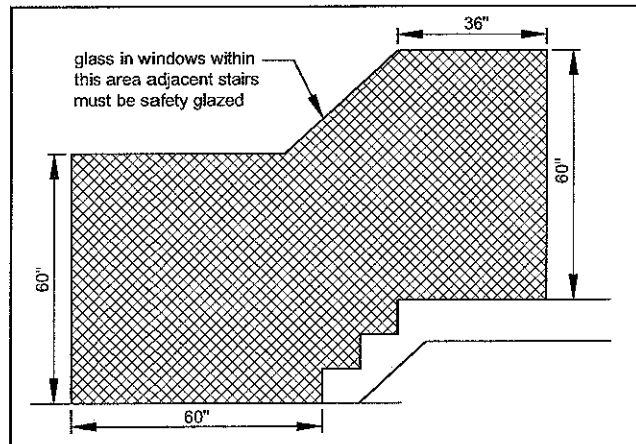 36"
glass in windows within
this area adjacent stairs
must be safety glazed
60"
60"
60"